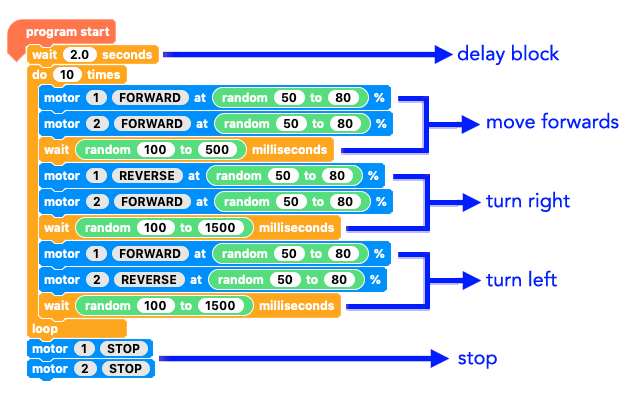 program start
wait 2.0 seconds
delay block
do 10 times
motor 1 FORWARD at random 50 to 80 %
motor 2 FORWARD at random 50 to 80 %
move forwards
wait random 100 to 500 milliseconds
motor 1 REVERSE at random 50 to 80 %
motor 2 FORWARD at random 50 to 80 %
turn right
wait random 100 to 1500 milliseconds
motor 1 FORWARD at random 50 to 80 %
motor 2 REVERSE at random 50 to 80 %
turn left
wait random 100 to 1500 milliseconds
loop
motor 1 STOP
stop
motor 2 STOP